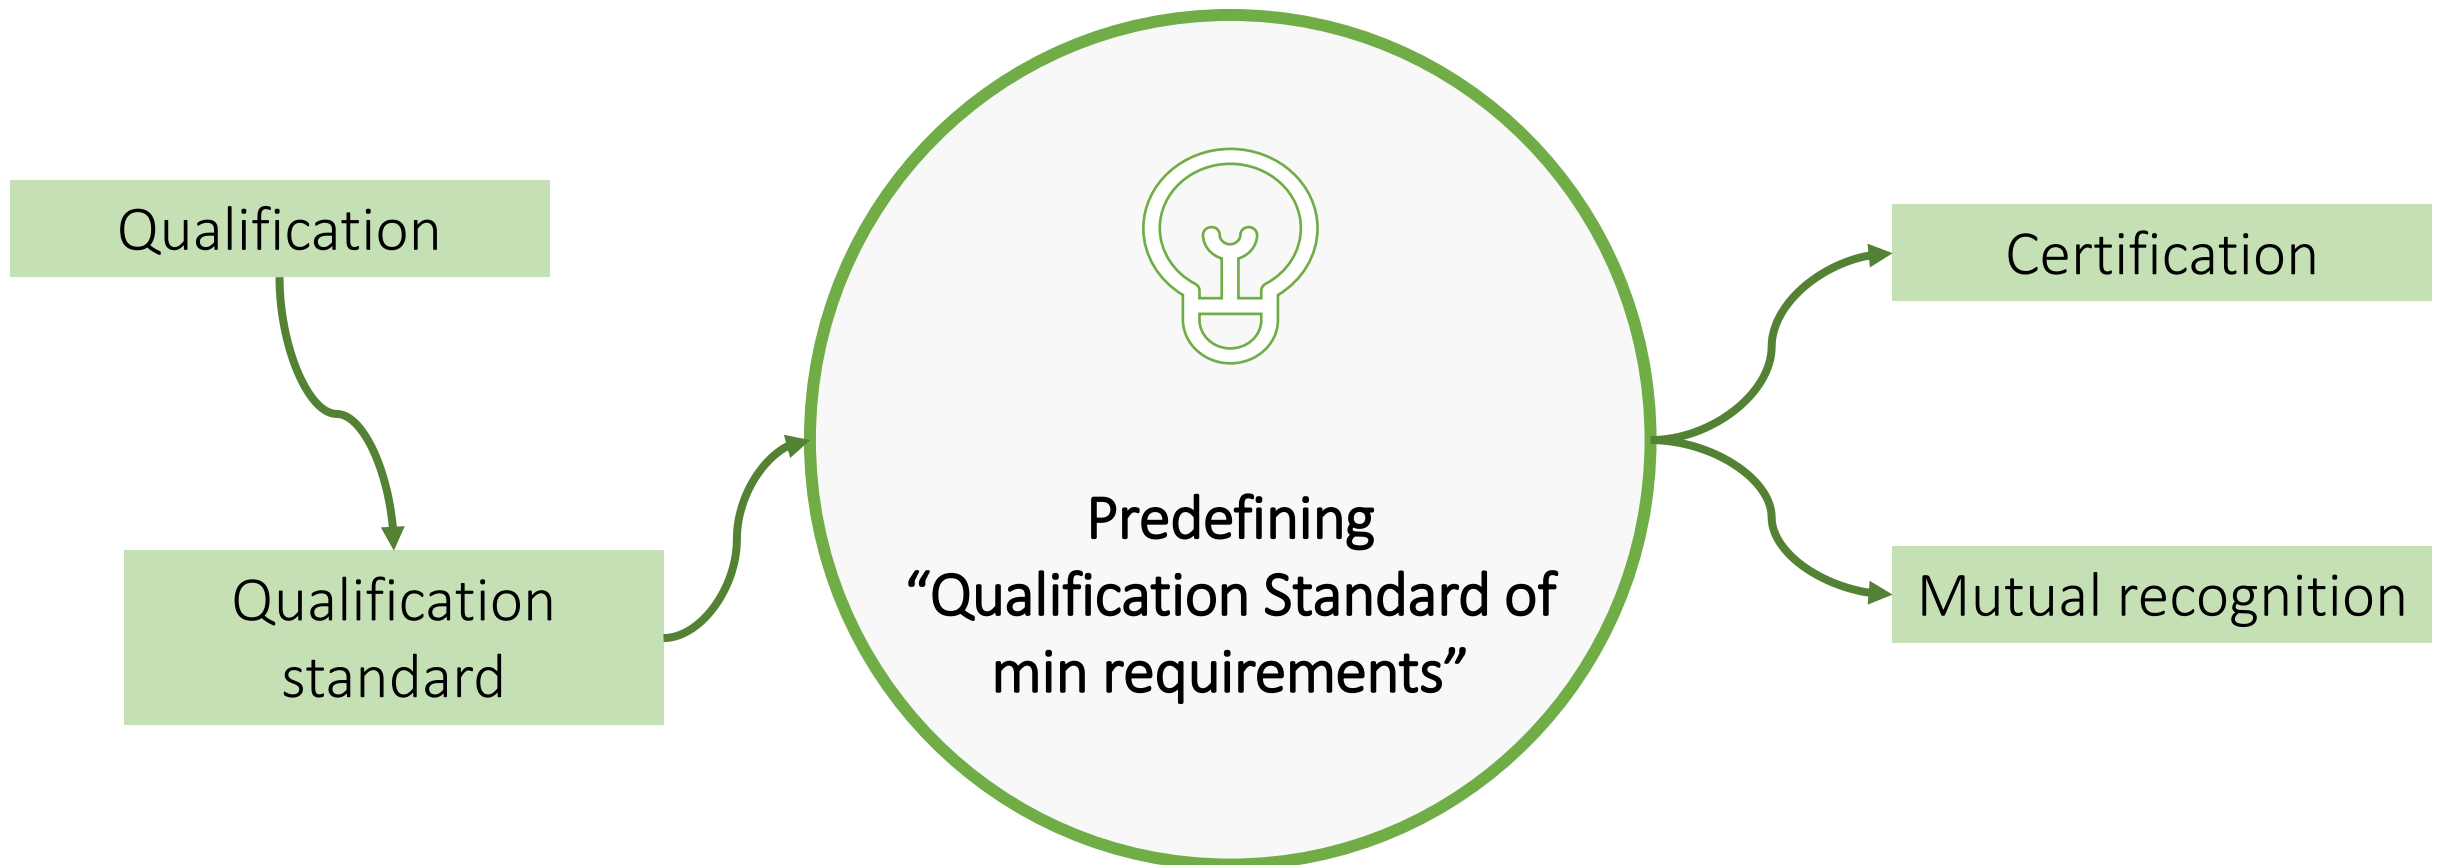 Qualification
Qualification
standard
Predefining
“Qualification Standard of
min requirements”
Certification
Mutual recognition